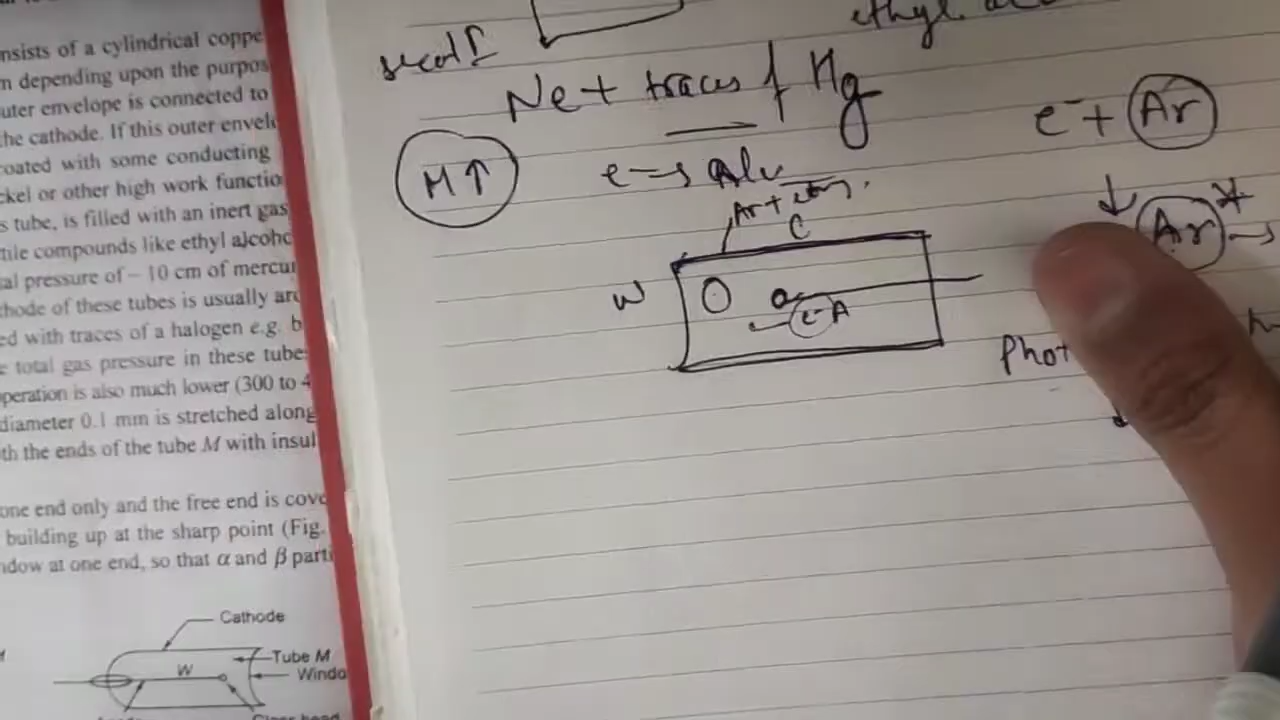 nsists of a cylindrical coppe
n depending upon the purpos
uter envelope is connected to
he cathode. If this outer envel
oated with some conducting
ckel or other high work functio
s tube, is filled with an inert gas
tile compounds like ethyl alcoho
al pressure of ~ 10 cm of mercur
hode of these tubes is usually arc
ed with traces of a halogen e.g. b
e total gas pressure in these tube
peration is also much lower (300 to 4
diameter 0.1 mm is stretched along
th the ends of the tube M with insul
one end only and the free end is cove
building up at the sharp point (Fig.
ndow at one end, so that α and β parti
Cathode
Tube M
W
Windo
ethyl
Ne + traces of Hg
M↑
e⁻ + Ar
↓
Ar* →
Ar +
C
W
A
Phot